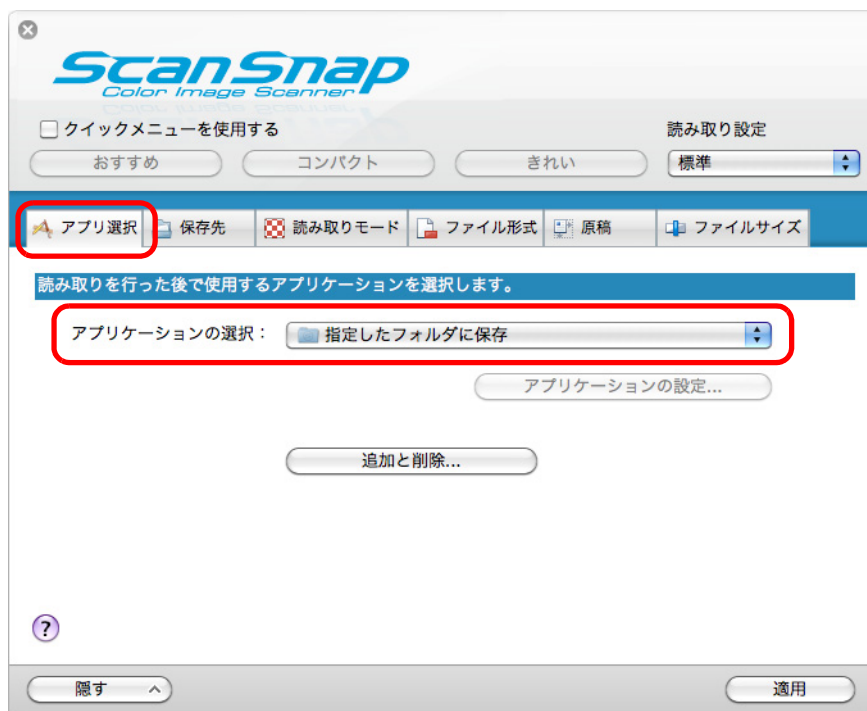 ScanSnap
Color Image Scanner
クイックメニューを使用する
読み取り設定
おすすめ コンパクト きれい 標準
アプリ選択 保存先 読み取りモード ファイル形式 原稿 ファイルサイズ
読み取りを行った後で使用するアプリケーションを選択します。
アプリケーションの選択： 指定したフォルダに保存
アプリケーションの設定...
追加と削除...
?
隠す 適用